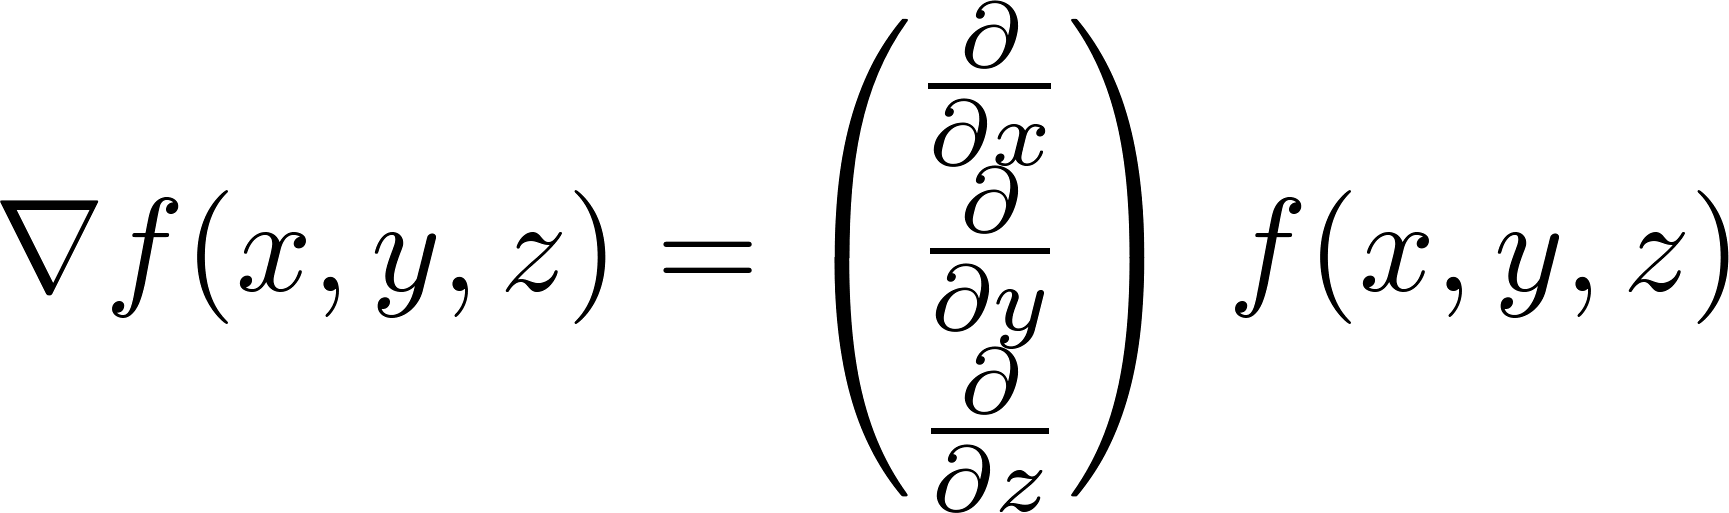 ∇f(x, y, z) = ( ∂/∂x ∂/∂y ∂/∂z ) f(x, y, z)